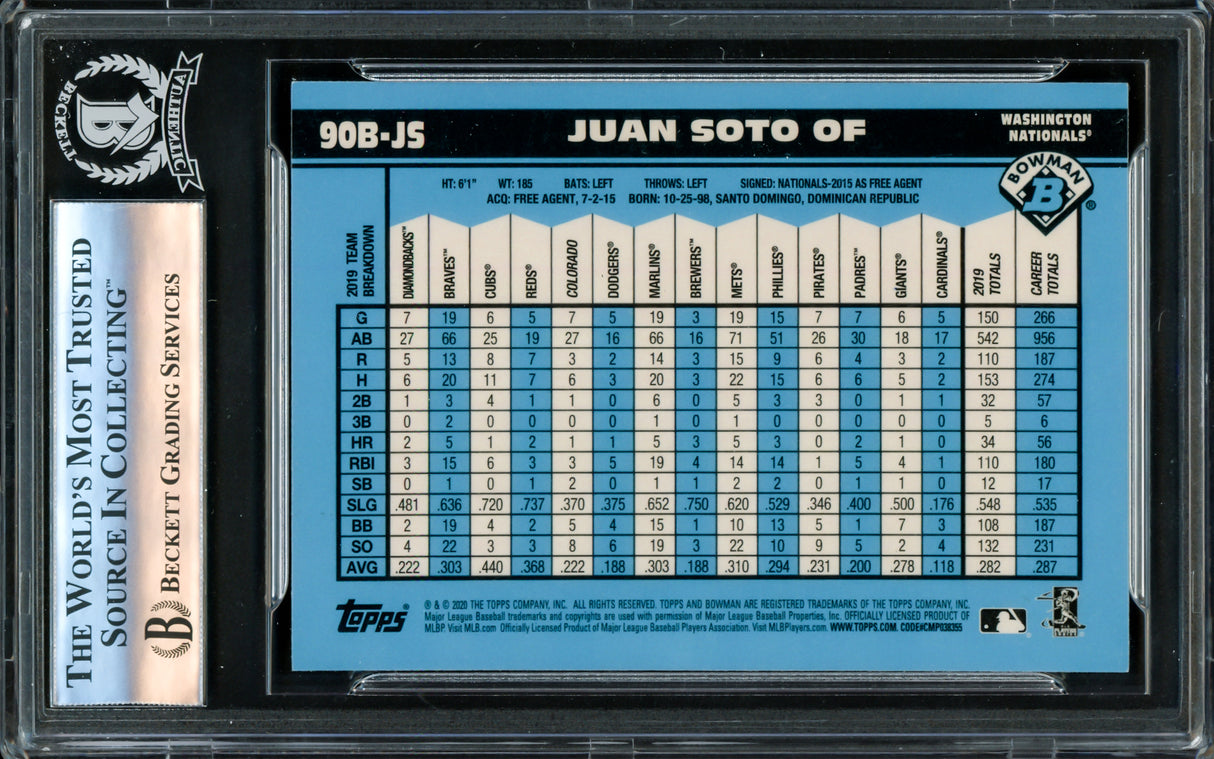 BECKETT
AUTHENTIC
B
THE WORLD'S MOST TRUSTED
SOURCE IN COLLECTING™
B BECKETT GRADING SERVICES
90B-JS
JUAN SOTO OF
WASHINGTON
NATIONALS®
BOWMAN
B
®
HT: 6'1" WT: 185 BATS: LEFT THROWS: LEFT SIGNED: NATIONALS-2015 AS FREE AGENT
ACQ: FREE AGENT, 7-2-15 BORN: 10-25-98, SANTO DOMINGO, DOMINICAN REPUBLIC
2019 TEAM BREAKDOWN DIAMONDBACKS™ BRAVES™ CUBS® REDS® COLORADO DODGERS® MARLINS® BREWERS™ METS® PHILLIES® PIRATES® PADRES™ GIANTS® CARDINALS® 2019 TOTALS CAREER TOTALS
G 7 19 6 5 7 5 19 3 19 15 7 7 6 5 150 266
AB 27 66 25 19 27 16 66 16 71 51 26 30 18 17 542 956
R 5 13 8 7 3 2 14 3 15 9 6 4 3 2 110 187
H 6 20 11 7 6 3 20 3 22 15 6 6 5 2 153 274
2B 1 3 4 1 1 0 6 0 5 3 3 0 1 1 32 57
3B 0 2 0 0 0 0 1 0 1 0 0 0 0 0 5 6
HR 2 5 1 2 1 1 5 3 5 3 0 2 1 0 34 56
RBI 3 15 6 3 3 5 19 4 14 14 1 5 4 1 110 180
SB 0 1 0 1 2 0 1 1 2 2 0 1 1 0 12 17
SLG .481 .636 .720 .737 .370 .375 .652 .750 .620 .529 .346 .400 .500 .176 .548 .535
BB 2 19 4 2 5 4 15 1 10 13 5 1 7 3 108 187
SO 4 22 3 3 8 6 19 3 22 10 9 5 2 4 132 231
AVG .222 .303 .440 .368 .222 .188 .303 .188 .310 .294 .231 .200 .278 .118 .282 .287
topps®
® & © 2020 THE TOPPS COMPANY, INC. ALL RIGHTS RESERVED. TOPPS AND BOWMAN ARE REGISTERED TRADEMARKS OF THE TOPPS COMPANY, INC.
Major League Baseball trademarks and copyrights are used with permission of Major League Baseball Properties, Inc. OFFICIALLY LICENSED PRODUCT OF
MLBP. Visit MLB.com Officially Licensed Product of Major League Baseball Players Association. Visit MLBPlayers.com. WWW.TOPPS.COM. CODE#CMP038355